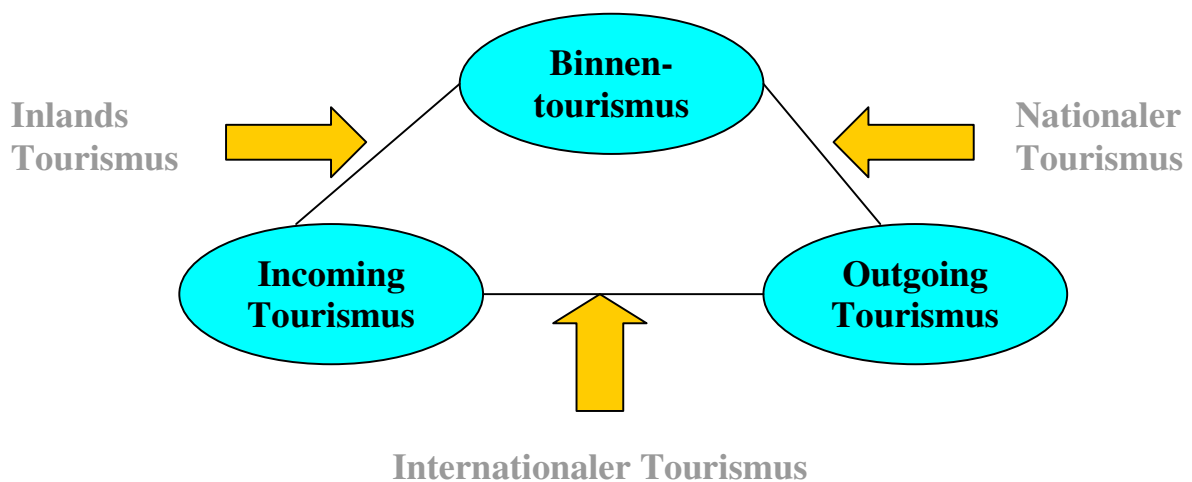 Binnen-
tourismus
Inlands
Tourismus
Nationaler
Tourismus
Incoming
Tourismus
Outgoing
Tourismus
Internationaler Tourismus